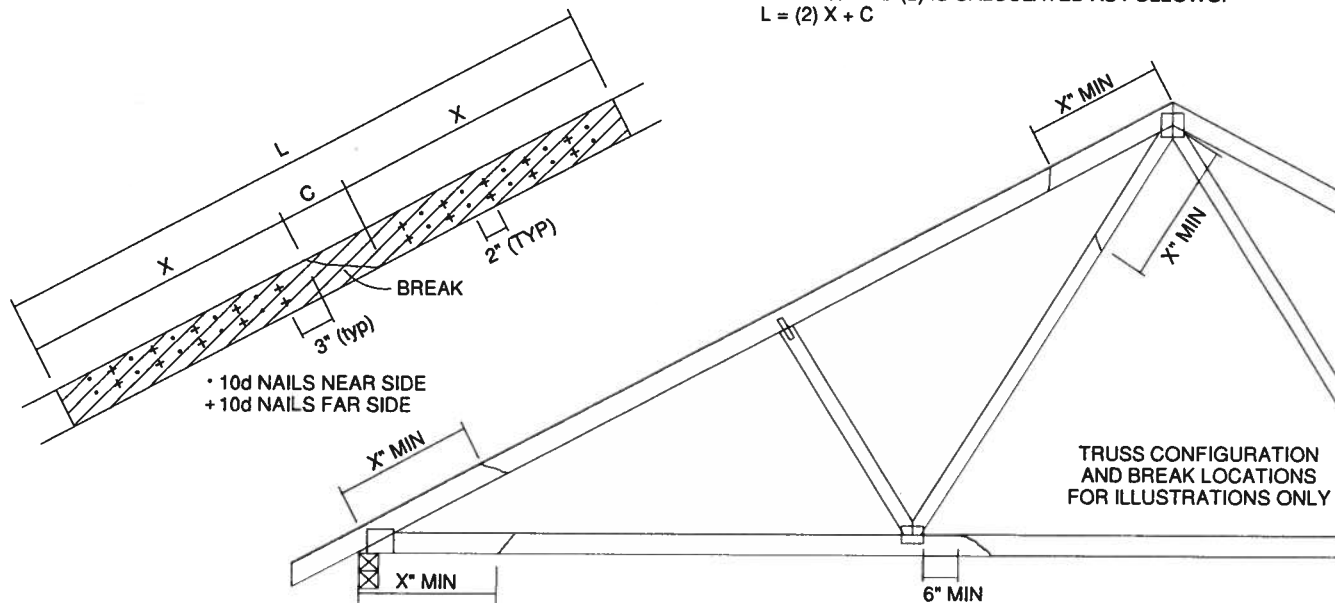 L = (2) X + C
L
X
C
X
2" (TYP)
BREAK
3" (typ)
• 10d NAILS NEAR SIDE
+ 10d NAILS FAR SIDE
X" MIN
X" MIN
X" MIN
X" MIN
6" MIN
TRUSS CONFIGURATION
AND BREAK LOCATIONS
FOR ILLUSTRATIONS ONLY